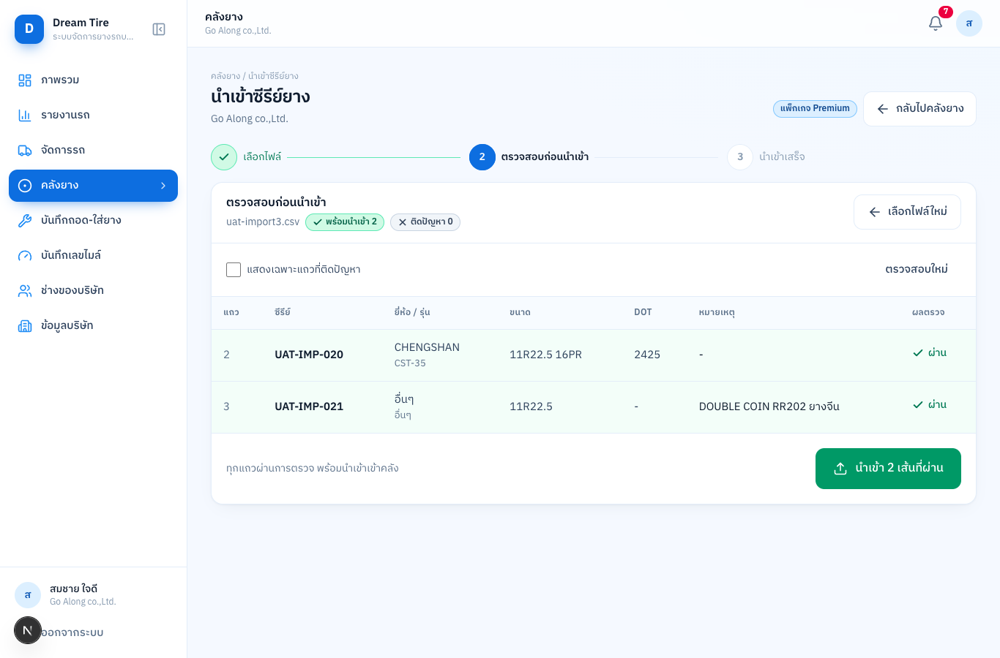 D
Dream Tire
ระบบจัดการยางรถบ...
ภาพรวม
รายงานรถ
จัดการรถ
คลังยาง
บันทึกถอด-ใส่ยาง
บันทึกเลขไมล์
ช่างของบริษัท
ข้อมูลบริษัท
ส
สมชาย ใจดี
Go Along co.,Ltd.
N
ออกจากระบบ
คลังยาง
Go Along co.,Ltd.
7
ส
คลังยาง / นำเข้าซีรีย์ยาง
นำเข้าซีรีย์ยาง
Go Along co.,Ltd.
แพ็กเกจ Premium
กลับไปคลังยาง
เลือกไฟล์
2 ตรวจสอบก่อนนำเข้า
3 นำเข้าเสร็จ
ตรวจสอบก่อนนำเข้า
uat-import3.csv พร้อมนำเข้า 2 ติดปัญหา 0
เลือกไฟล์ใหม่
แสดงเฉพาะแถวที่ติดปัญหา
ตรวจสอบใหม่
แถว ซีรีย์ ยี่ห้อ / รุ่น ขนาด DOT หมายเหตุ ผลตรวจ
2 UAT-IMP-020 CHENGSHAN 11R22.5 16PR 2425 - ผ่าน
CST-35
3 UAT-IMP-021 อื่นๆ 11R22.5 - DOUBLE COIN RR202 ยางจีน ผ่าน
อื่นๆ
ทุกแถวผ่านการตรวจ พร้อมนำเข้าเข้าคลัง
นำเข้า 2 เส้นที่ผ่าน